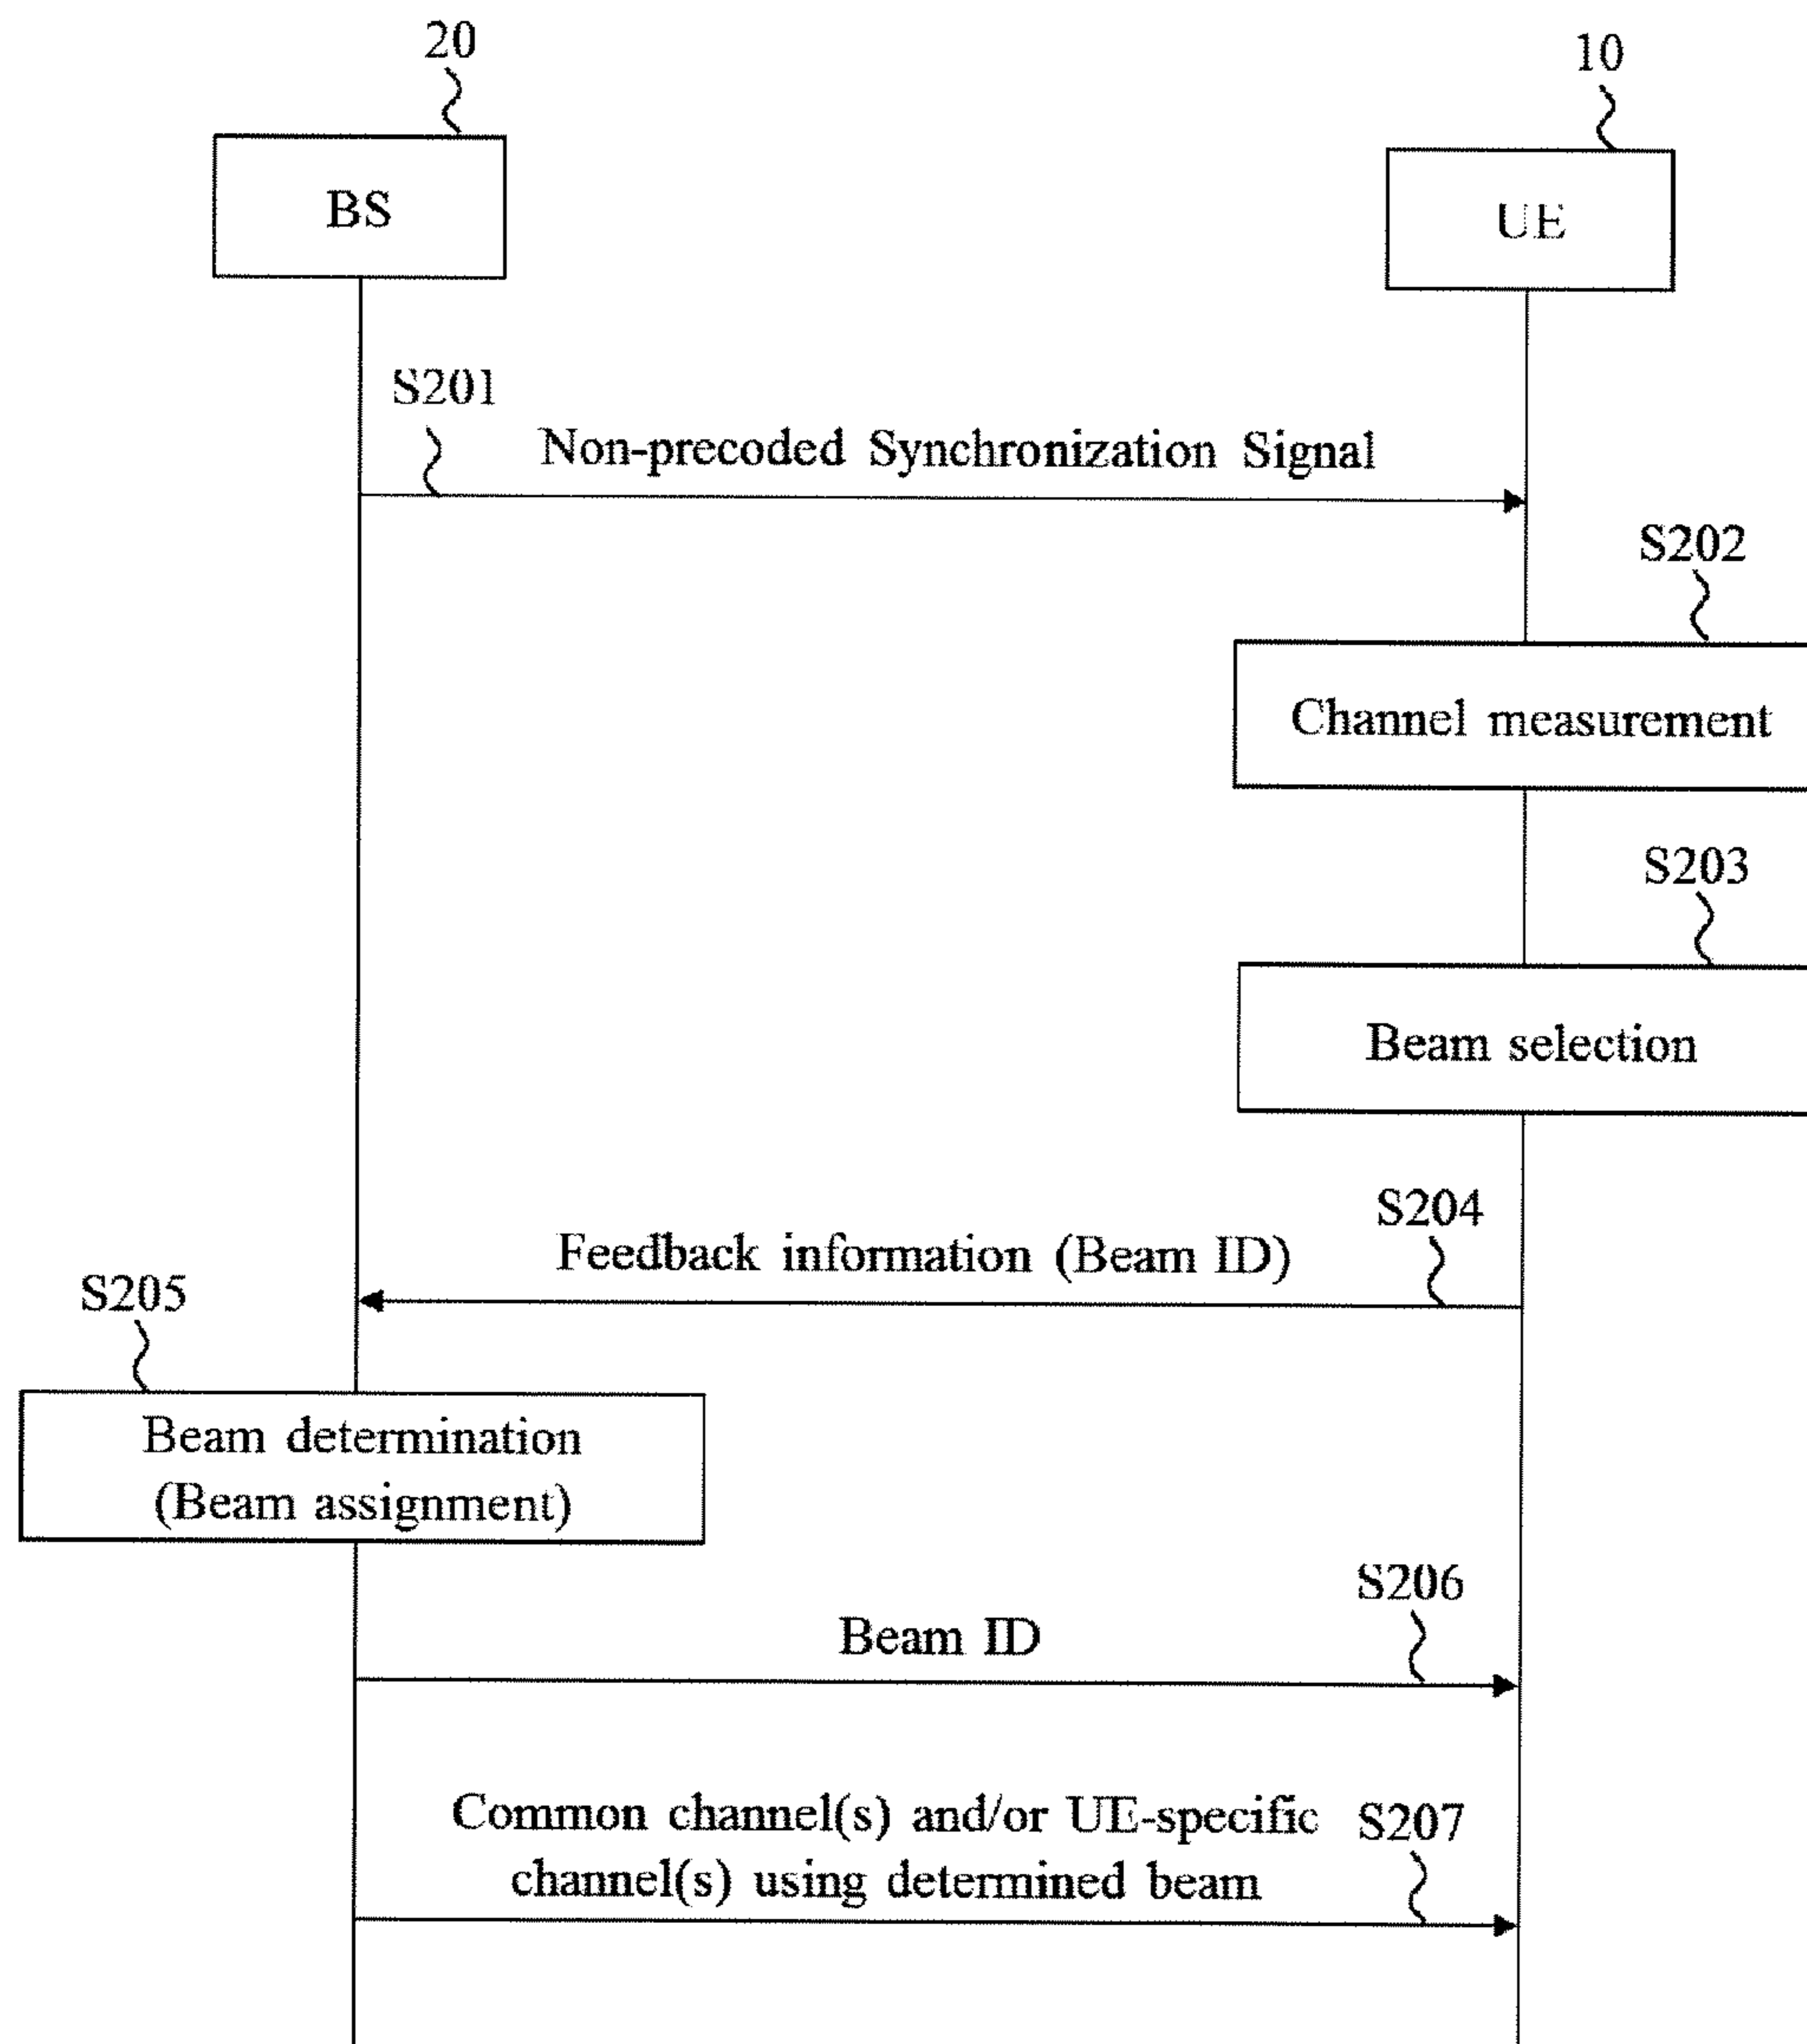 20
10
BS
UE
S201
Non-precoded Synchronization Signal
S202
Channel measurement
S203
Beam selection
S204
Feedback information (Beam ID)
S205
Beam determination
(Beam assignment)
S206
Beam ID
Common channel(s) and/or UE-specific
S207
channel(s) using determined beam